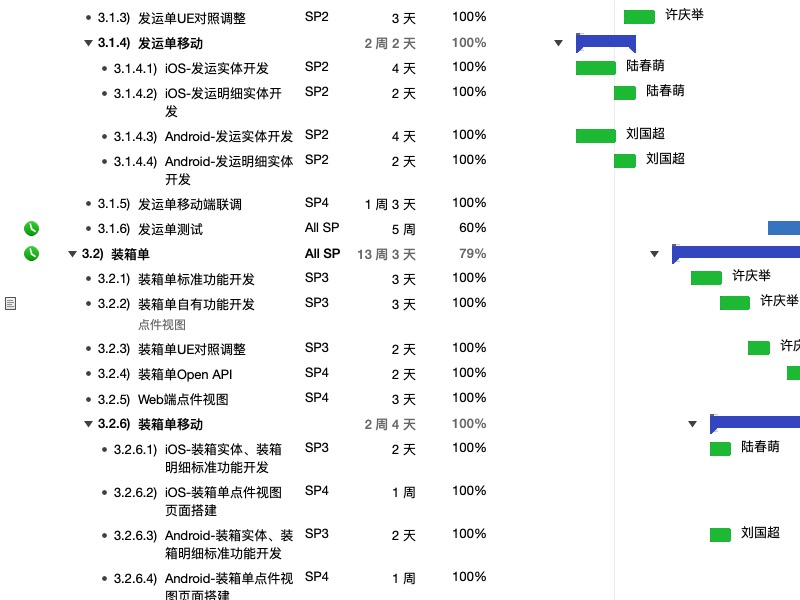 3.1.3) 发运单UE对照调整 SP2 3 天 100% 许庆举
3.1.4) 发运单移动 2 周 2 天 100%
3.1.4.1) iOS-发运实体开发 SP2 4 天 100% 陆春萌
3.1.4.2) iOS-发运明细实体开 SP2 2 天 100% 陆春萌
发
3.1.4.3) Android-发运实体开发 SP2 4 天 100% 刘国超
3.1.4.4) Android-发运明细实体 SP2 2 天 100% 刘国超
开发
3.1.5) 发运单移动端联调 SP4 1 周 3 天 100%
3.1.6) 发运单测试 All SP 5 周 60%
3.2) 装箱单 All SP 13 周 3 天 79%
3.2.1) 装箱单标准功能开发 SP3 3 天 100% 许庆举
3.2.2) 装箱单自有功能开发 SP3 3 天 100% 许庆举
点件视图
3.2.3) 装箱单UE对照调整 SP3 2 天 100% 许
3.2.4) 装箱单Open API SP4 2 天 100%
3.2.5) Web端点件视图 SP4 3 天 100%
3.2.6) 装箱单移动 2 周 4 天 100%
3.2.6.1) iOS-装箱实体、装箱 SP3 2 天 100% 陆春萌
明细标准功能开发
3.2.6.2) iOS-装箱单点件视图 SP4 1 周 100%
页面搭建
3.2.6.3) Android-装箱实体、装 SP3 2 天 100% 刘国超
箱明细标准功能开发
3.2.6.4) Android-装箱单点件视 SP4 1 周 100%
图页面搭建